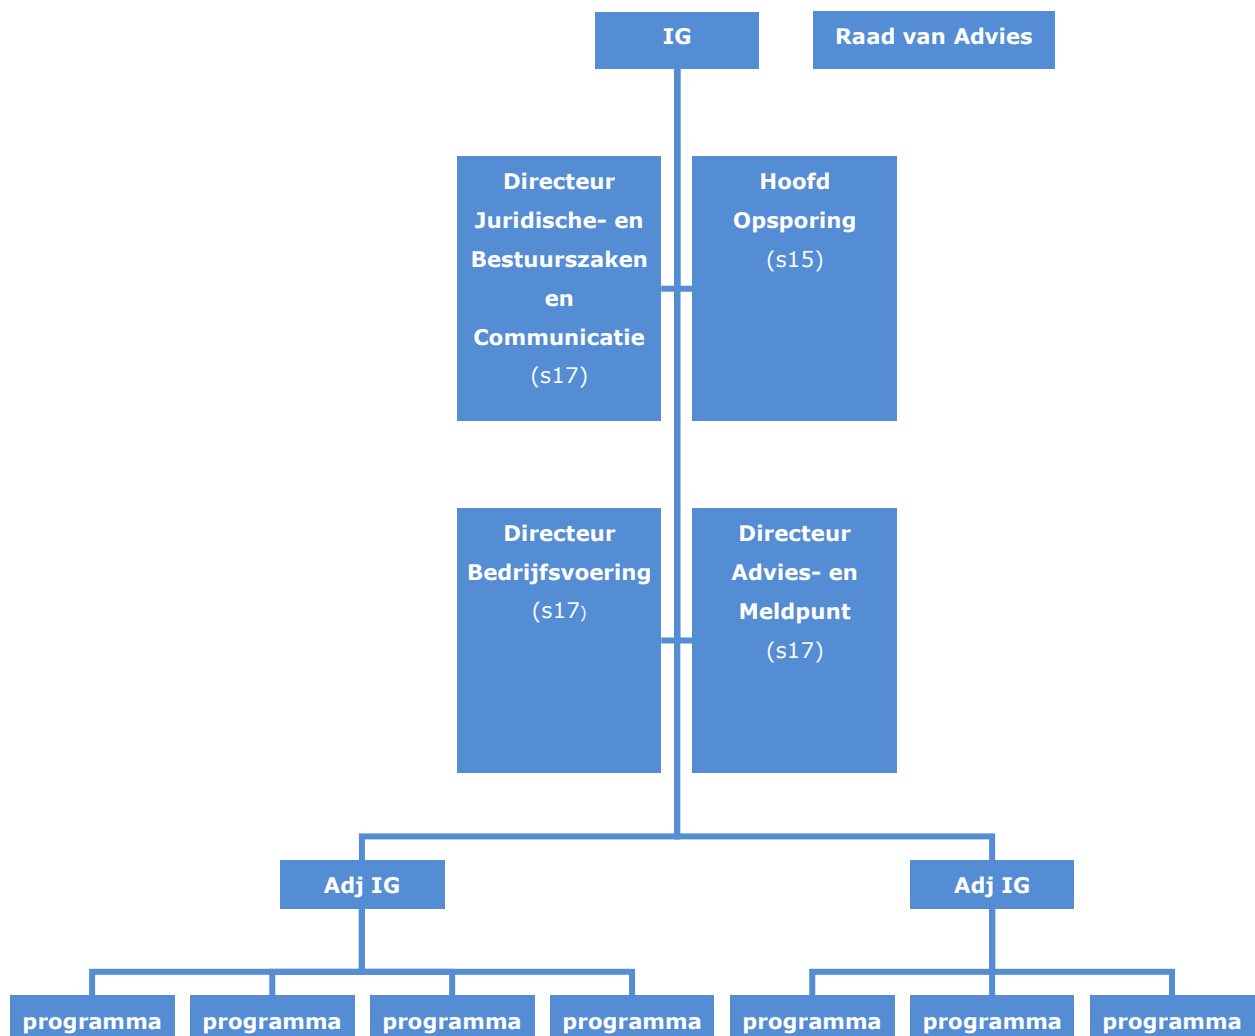 IG
Raad van Advies
Directeur
Juridische- en
Bestuurszaken
en
Communicatie
(s17)
Hoofd
Opsporing
(s15)
Directeur
Bedrijfsvoering
(s17)
Directeur
Advies- en
Meldpunt
(s17)
Adj IG
Adj IG
programma
programma
programma
programma
programma
programma
programma